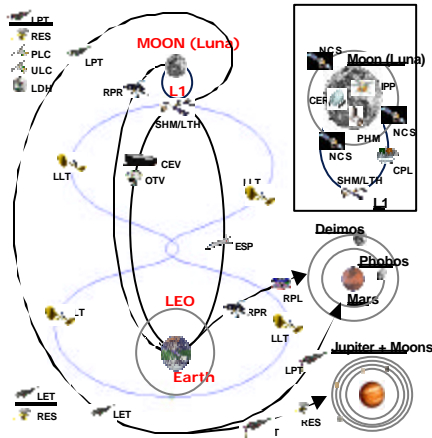 LPT
RES
PLC
ULC
LDH
MOON (Luna)
LPT
RPR
L1
SHM/LTH
CEV
OTV
LLT
ESP
LEO
RPL
RPR
LLT
Earth
LPT
LET
RES
LET
RES
NCS
Moon (Luna)
IPP
CER
NCS
PHM
NCS
CPL
SHM/LTH
L1
Deimos
Phobos
Mars
Jupiter + Moons